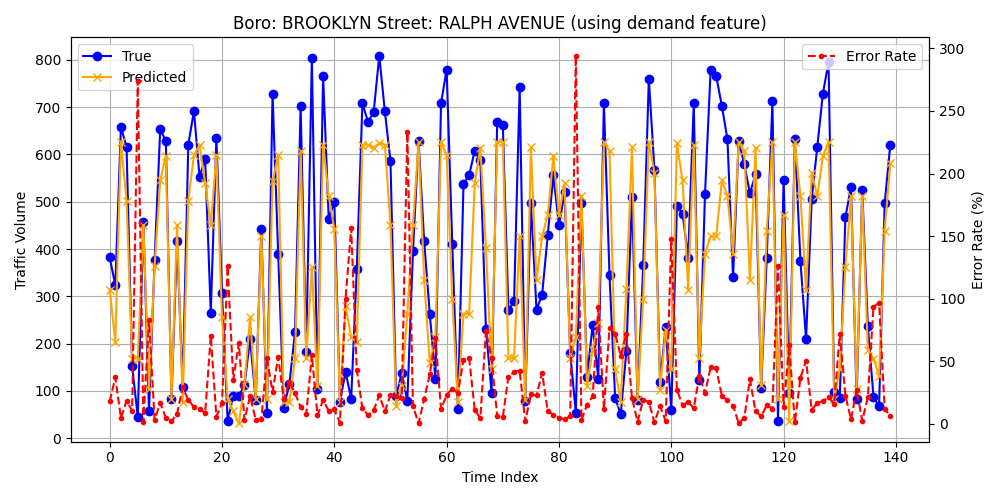 Boro: BROOKLYN Street: RALPH AVENUE (using demand feature)
True
Predicted
Error Rate
800
700
600
500
400
300
200
100
0
Traffic Volume
300
250
200
150
100
50
0
Error Rate (%)
0 20 40 60 80 100 120 140
Time Index